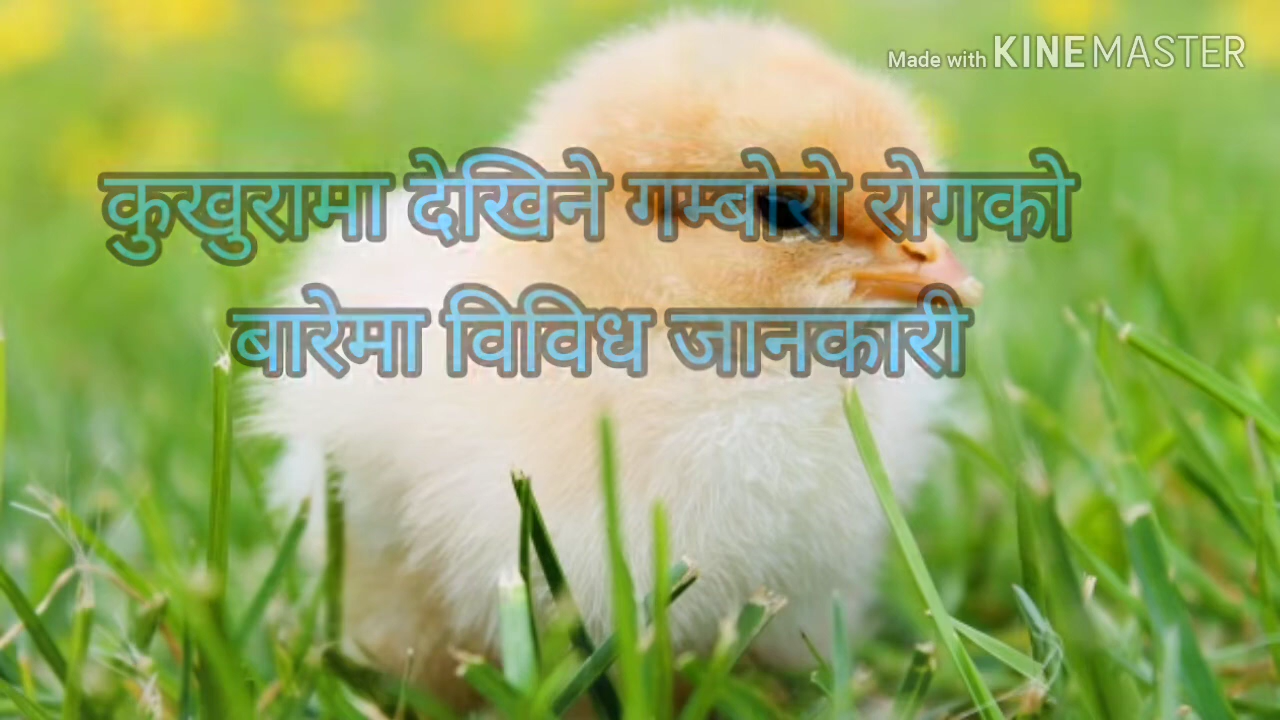 Made with KINEMASTER
कुखुरामा देखिने गम्बोरो रोगको
बारेमा विविध जानकारी